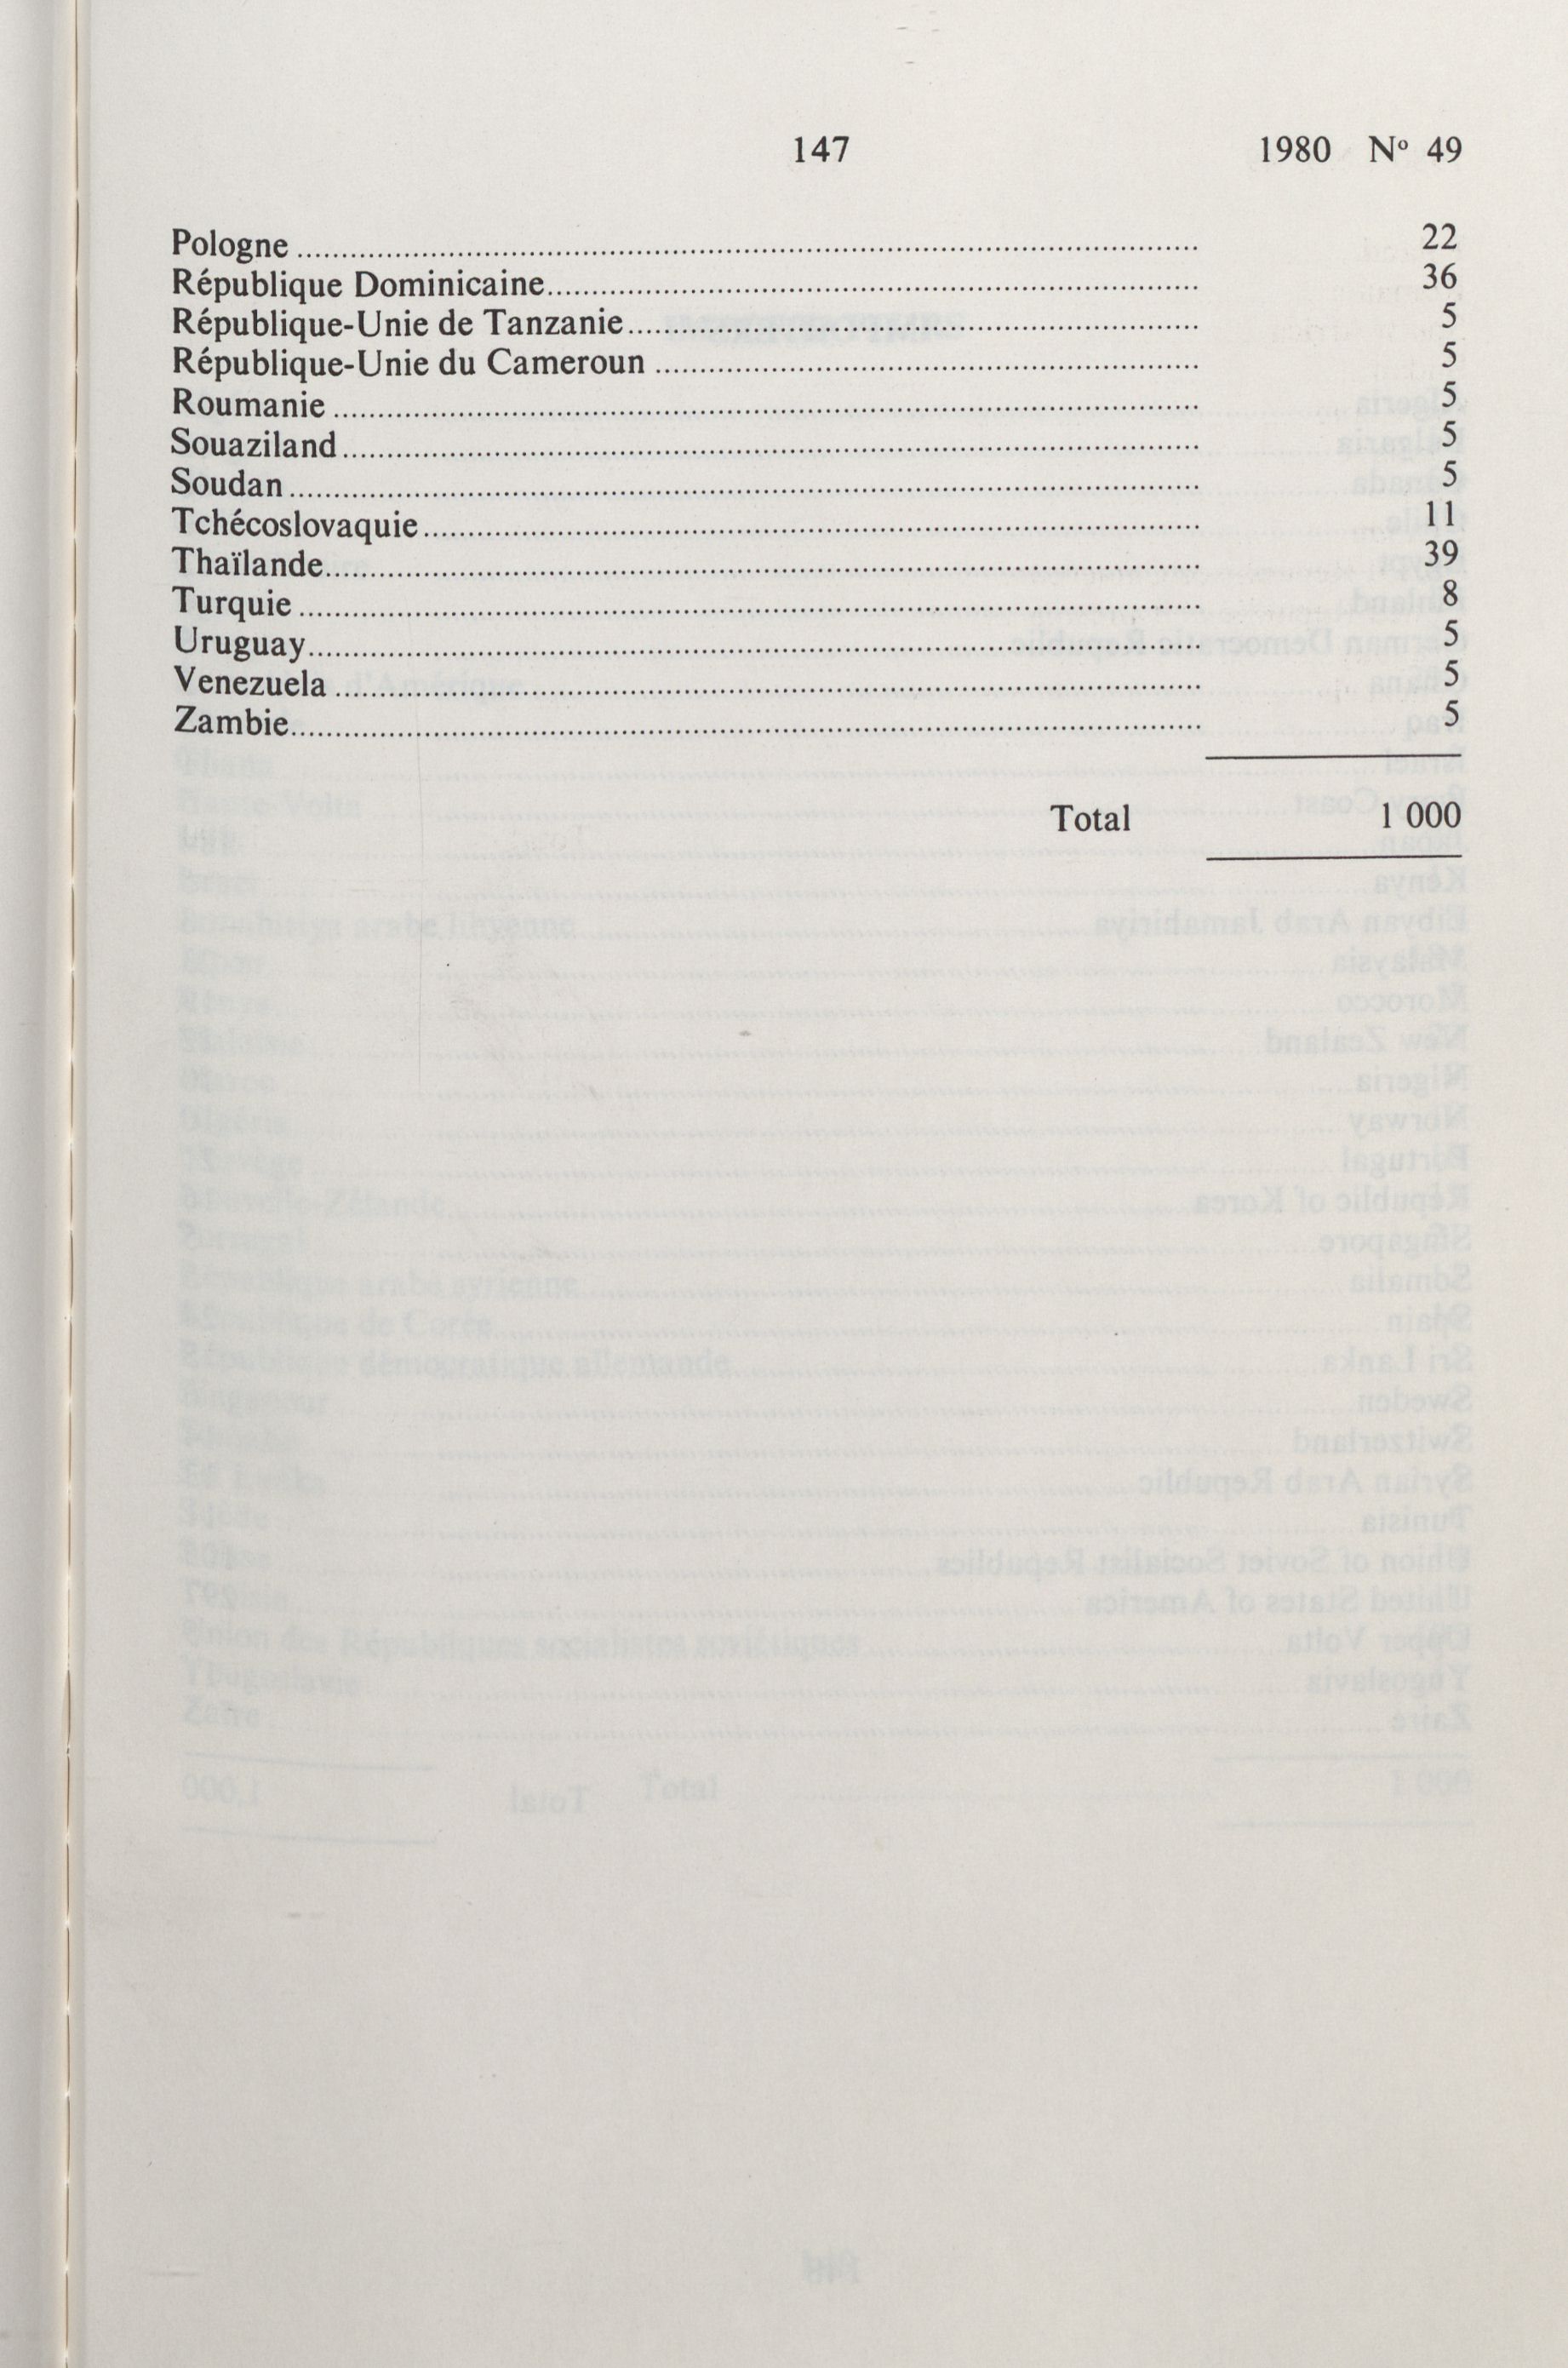 147 1980 Nº 49
Pologne 22
République Dominicaine 36
République-Unie de Tanzanie 5
République-Unie du Cameroun 5
Roumanie 5
Souaziland 5
Soudan 5
Tchécoslovaquie 11
Thaïlande 39
Turquie 8
Uruguay 5
Venezuela 5
Zambie 5
Total 1 000